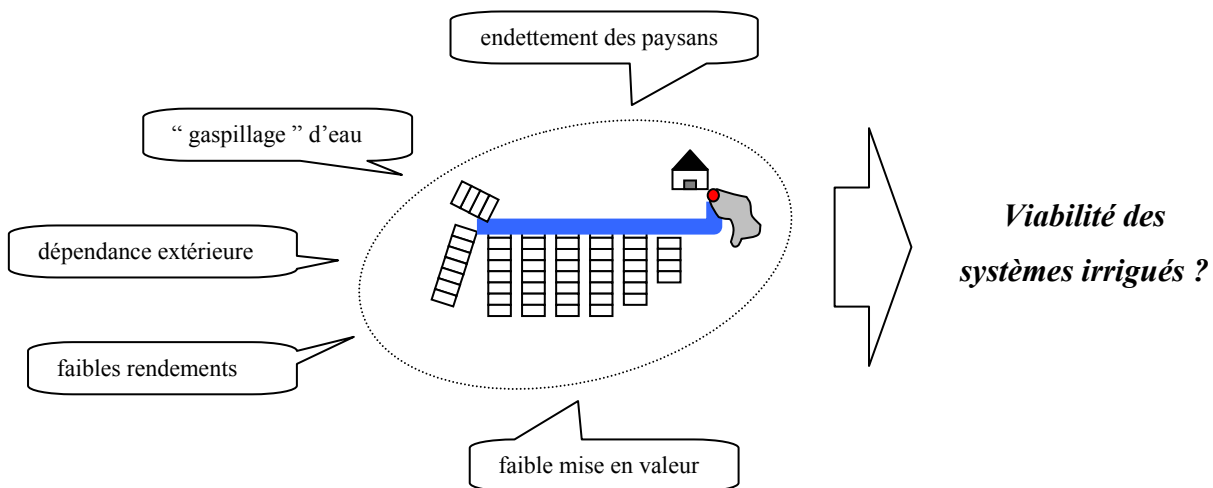 endettement des paysans
“ gaspillage ” d’eau
dépendance extérieure
faibles rendements
faible mise en valeur
Viabilité des
systèmes irrigués ?